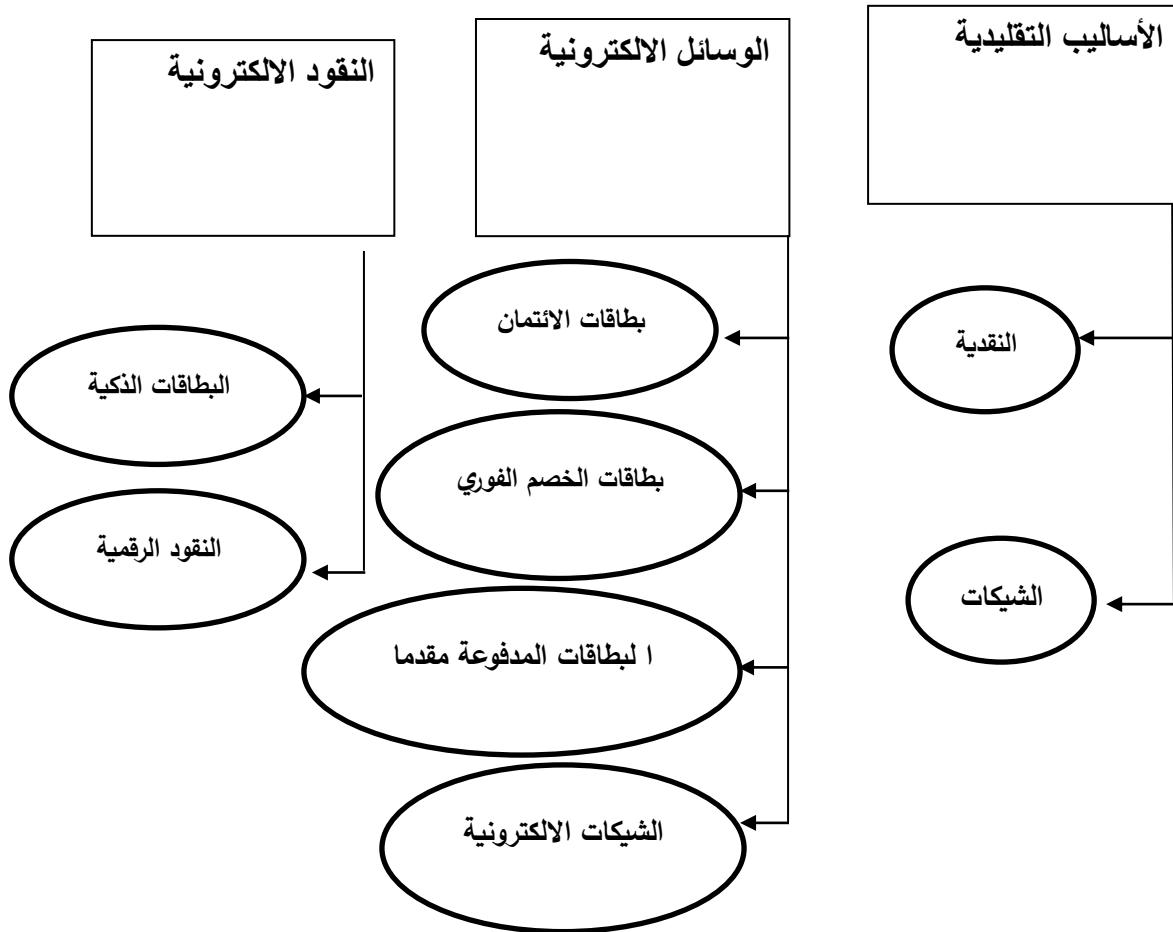 الأساليب التقليدية
النقدية
الشيكات
الوسائل الالكترونية
بطاقات الائتمان
بطاقات الخصم الفوري
ا لبطاقات المدفوعة مقدما
الشيكات الالكترونية
النقود الالكترونية
البطاقات الذكية
النقود الرقمية